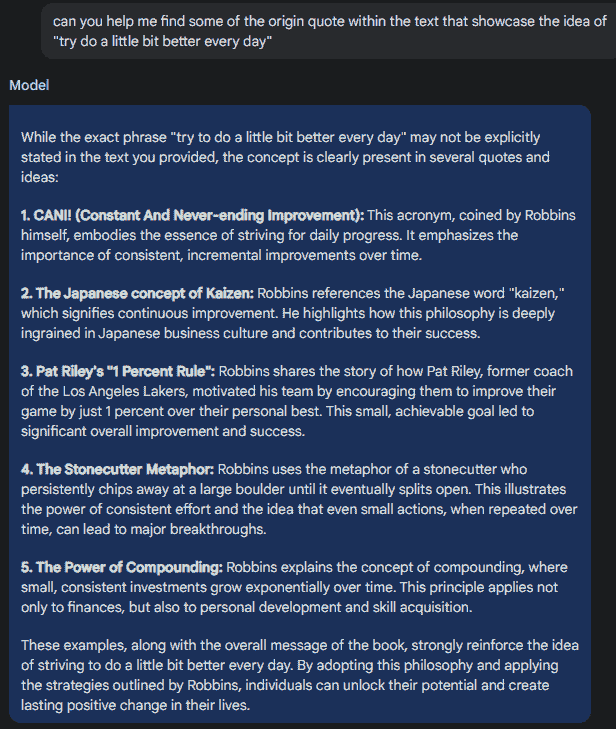 can you help me find some of the origin quote within the text that showcase the idea of
"try do a little bit better every day"
Model
While the exact phrase "try to do a little bit better every day" may not be explicitly
stated in the text you provided, the concept is clearly present in several quotes and
ideas:
1. CANI! (Constant And Never-ending Improvement): This acronym, coined by Robbins
himself, embodies the essence of striving for daily progress. It emphasizes the
importance of consistent, incremental improvements over time.
2. The Japanese concept of Kaizen: Robbins references the Japanese word "kaizen,"
which signifies continuous improvement. He highlights how this philosophy is deeply
ingrained in Japanese business culture and contributes to their success.
3. Pat Riley's "1 Percent Rule": Robbins shares the story of how Pat Riley, former coach
of the Los Angeles Lakers, motivated his team by encouraging them to improve their
game by just 1 percent over their personal best. This small, achievable goal led to
significant overall improvement and success.
4. The Stonecutter Metaphor: Robbins uses the metaphor of a stonecutter who
persistently chips away at a large boulder until it eventually splits open. This illustrates
the power of consistent effort and the idea that even small actions, when repeated over
time, can lead to major breakthroughs.
5. The Power of Compounding: Robbins explains the concept of compounding, where
small, consistent investments grow exponentially over time. This principle applies not
only to finances, but also to personal development and skill acquisition.
These examples, along with the overall message of the book, strongly reinforce the idea
of striving to do a little bit better every day. By adopting this philosophy and applying
the strategies outlined by Robbins, individuals can unlock their potential and create
lasting positive change in their lives.